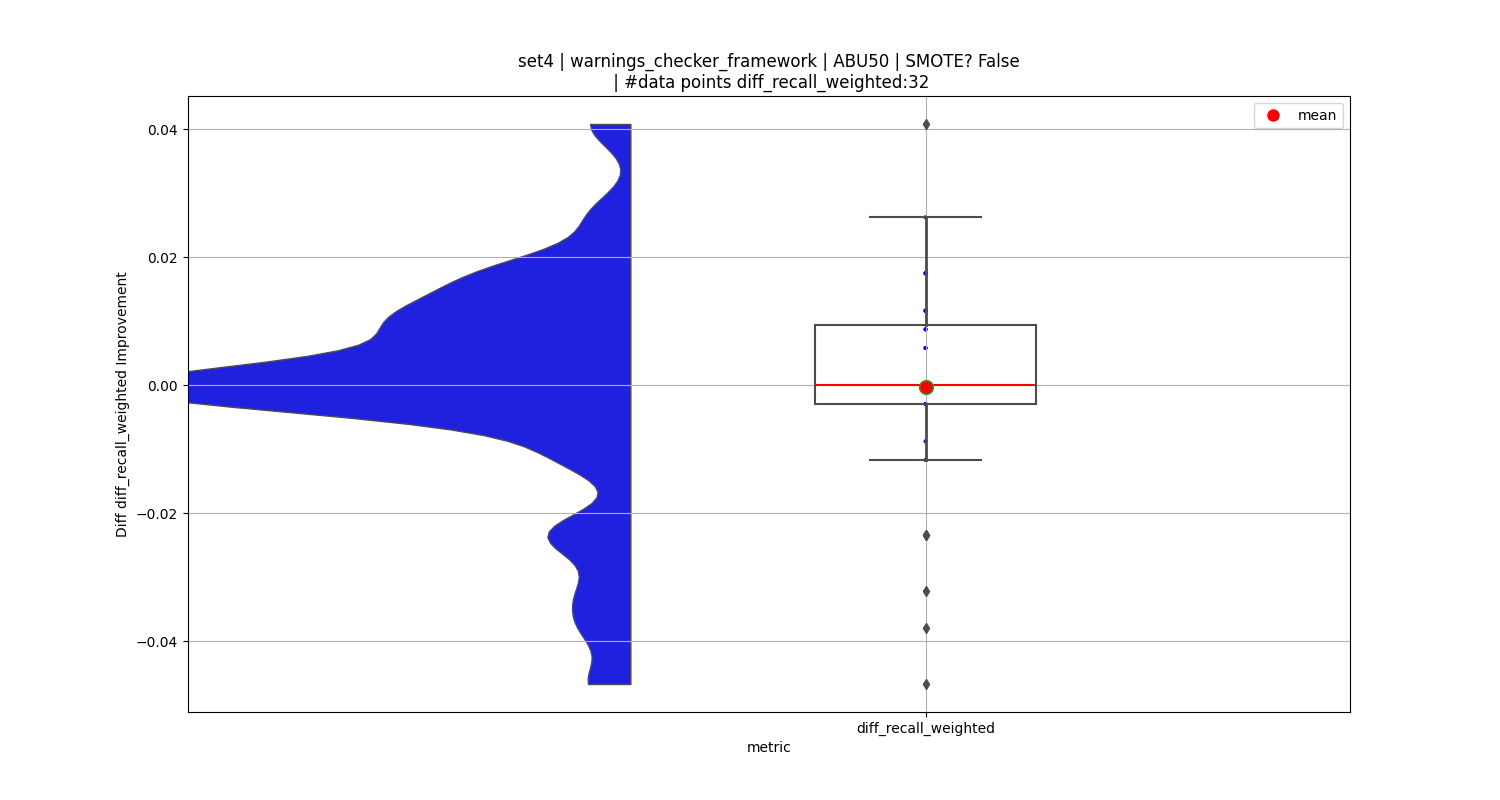 set4 | warnings_checker_framework | ABU50 | SMOTE? False
| #data points diff_recall_weighted:32
mean
0.04
0.02
0.00
−0.02
−0.04
Diff diff_recall_weighted Improvement
diff_recall_weighted
metric